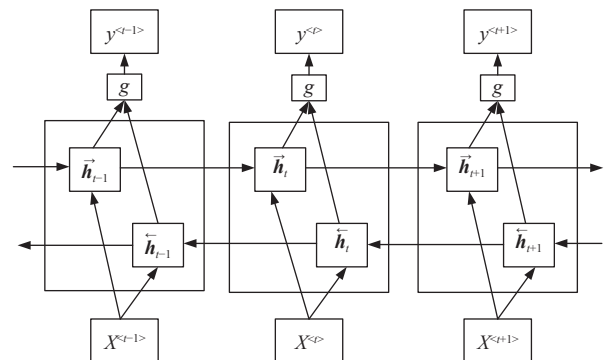 y<t−1> y<t> y<t+1>
g g g
→h t−1 →h t →h t+1
←h t−1 ←h t ←h t+1
X<t−1> X<t> X<t+1>